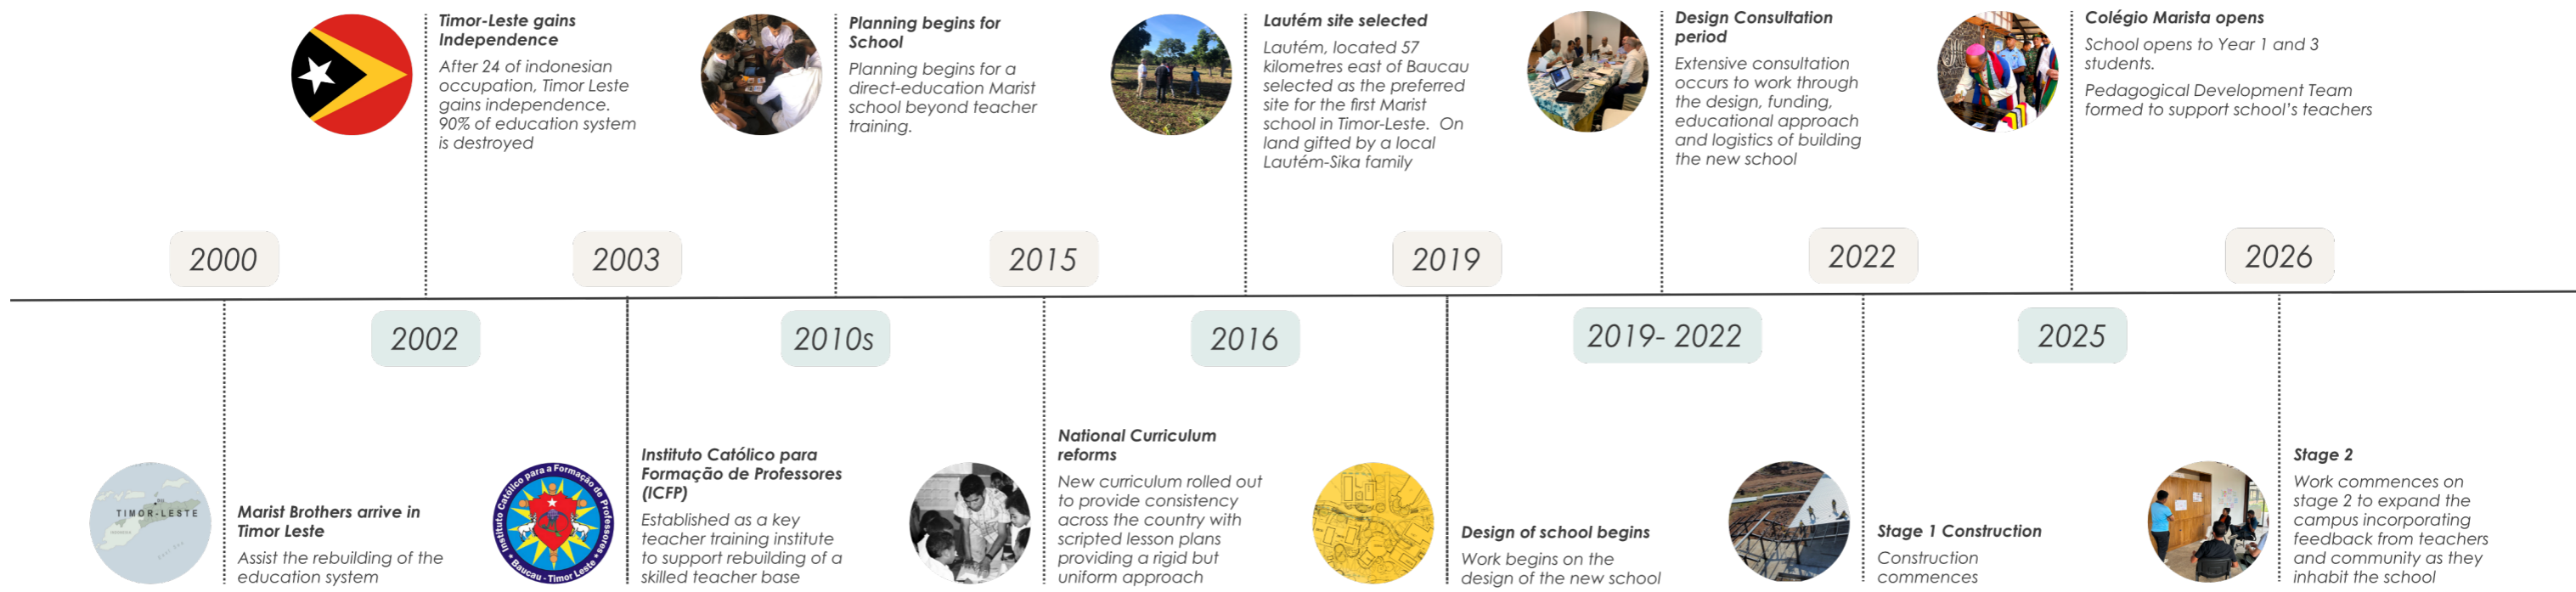 Timor-Leste gains
Independence
After 24 of indonesian
occupation, Timor Leste
gains independence.
90% of education system
is destroyed
Planning begins for
School
Planning begins for a
direct-education Marist
school beyond teacher
training.
Lautém site selected
Lautém, located 57
kilometres east of Baucau
selected as the preferred
site for the first Marist
school in Timor-Leste. On
land gifted by a local
Lautém-Sika family
Design Consultation
period
Extensive consultation
occurs to work through
the design, funding,
educational approach
and logistics of building
the new school
Colégio Marista opens
School opens to Year 1 and 3
students.
Pedagogical Development Team
formed to support school's teachers
2000
2003
2015
2019
2022
2026
2002
2010s
2016
2019- 2022
2025
TIMOR-LESTE
Marist Brothers arrive in
Timor Leste
Assist the rebuilding of the
education system
Instituto Católico para a Formação de Professores
Baucau - Timor Leste
Instituto Católico para
Formação de Professores
(ICFP)
Established as a key
teacher training institute
to support rebuilding of a
skilled teacher base
National Curriculum
reforms
New curriculum rolled out
to provide consistency
across the country with
scripted lesson plans
providing a rigid but
uniform approach
Design of school begins
Work begins on the
design of the new school
Stage 1 Construction
Construction
commences
Stage 2
Work commences on
stage 2 to expand the
campus incorporating
feedback from teachers
and community as they
inhabit the school